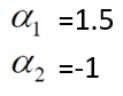 α₁ =1.5
α₂ =-1